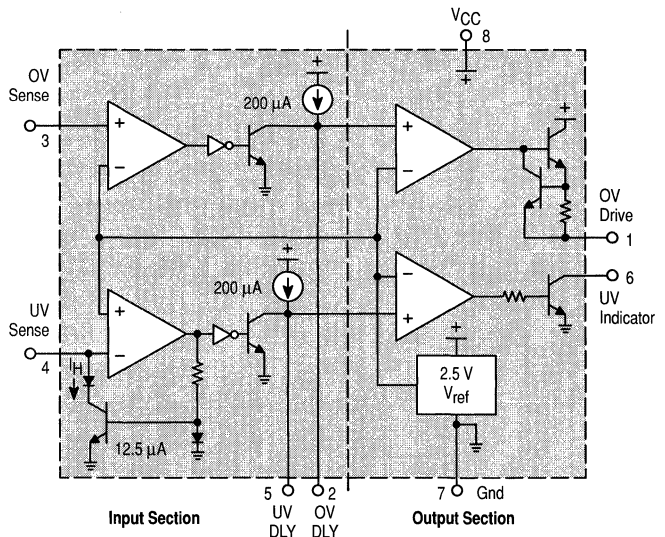 VCC
8
OV
Sense
3
200 µA
+
−
+
−
OV
Drive
1
200 µA
6
UV
Indicator
UV
Sense
4
+
−
−
+
IH
12.5 µA
2.5 V
Vref
5
UV
DLY
2
OV
DLY
7 Gnd
Input Section
Output Section